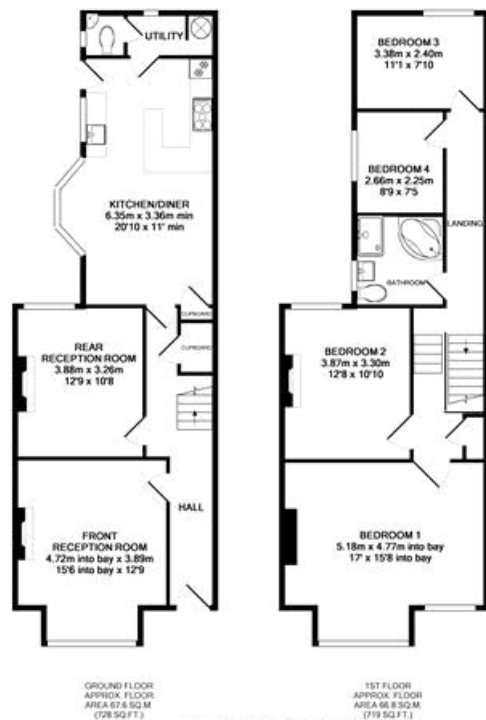 UTILITY
KITCHEN/DINER
6.35m x 3.36m min
20'10 x 11' min
CUPBOARD
CUPBOARD
REAR
RECEPTION ROOM
3.88m x 3.26m
12'9 x 10'8
HALL
FRONT
RECEPTION ROOM
4.72m into bay x 3.89m
15'6 into bay x 12'9
GROUND FLOOR
APPROX. FLOOR
AREA 67.6 SQ.M.
(728 SQ.FT.)
BEDROOM 3
3.38m x 2.40m
11'1 x 7'10
BEDROOM 4
2.66m x 2.25m
8'9 x 7'5
LANDING
BATHROOM
BEDROOM 2
3.87m x 3.30m
12'8 x 10'10
BEDROOM 1
5.18m x 4.77m into bay
17' x 15'8 into bay
1ST FLOOR
APPROX. FLOOR
AREA 66.8 SQ.M.
(719 SQ.FT.)